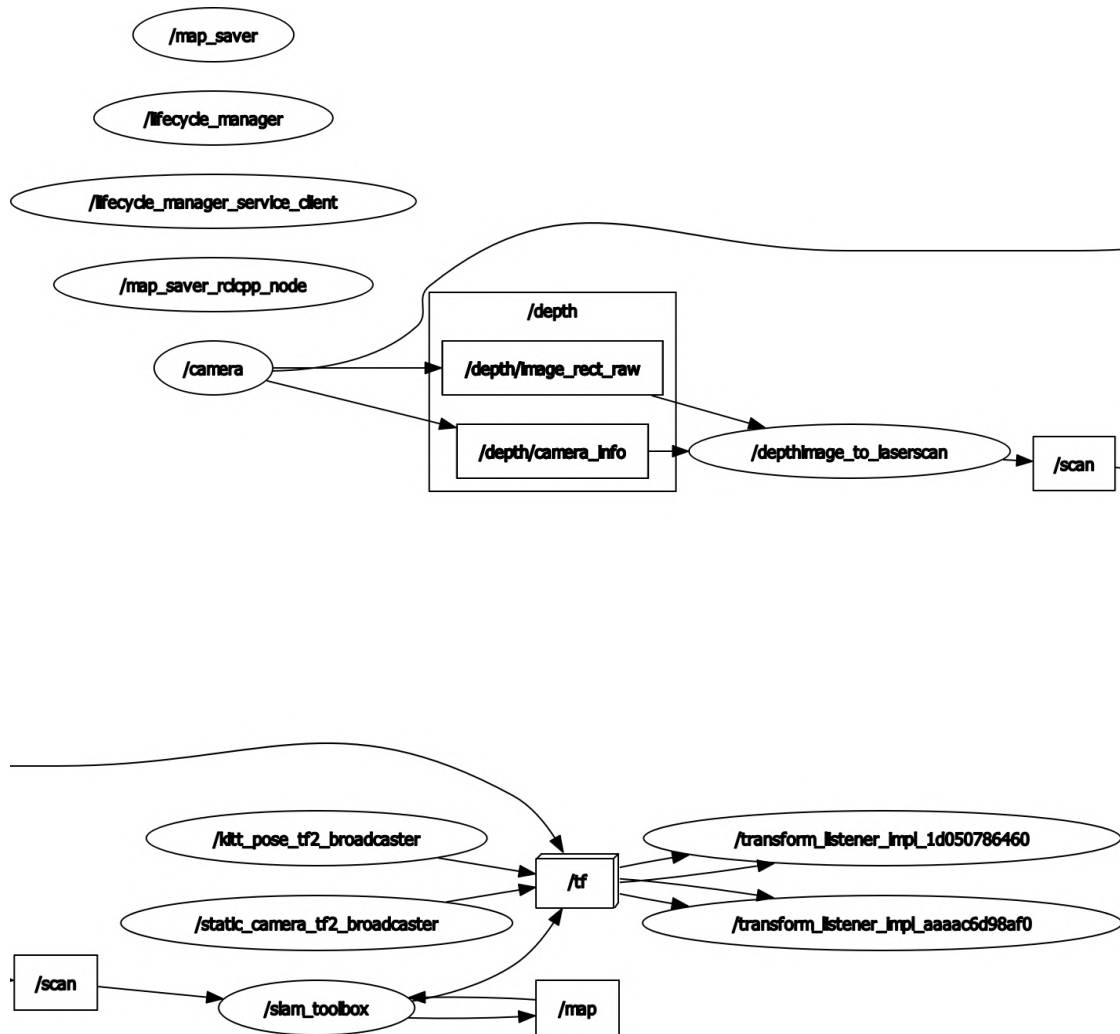 /map_saver
/lifecycle_manager
/lifecycle_manager_service_client
/map_saver_rclcpp_node
/depth
/camera
/depth/image_rect_raw
/depth/camera_info
/depthimage_to_laserscan
/scan
/kitt_pose_tf2_broadcaster
/transform_listener_impl_1d050786460
/tf
/static_camera_tf2_broadcaster
/transform_listener_impl_aaaac6d98af0
/scan
/slam_toolbox
/map